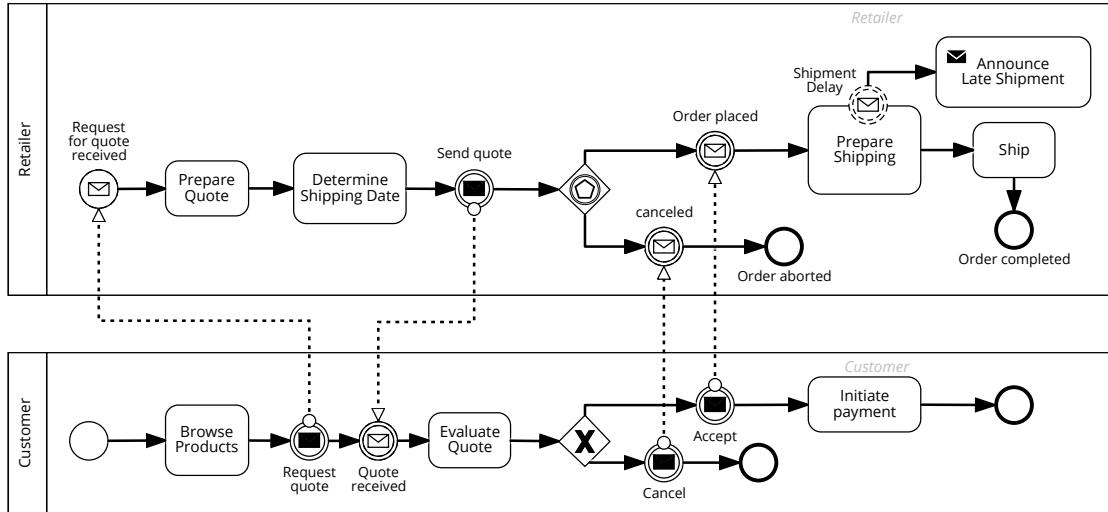 Retailer
Retailer
Request
for quote
received
Prepare
Quote
Determine
Shipping Date
Send quote
Order placed
canceled
Order aborted
Shipment
Delay
Prepare
Shipping
Announce
Late Shipment
Ship
Order completed
Customer
Customer
Browse
Products
Request
quote
Quote
received
Evaluate
Quote
X
Accept
Cancel
Initiate
payment